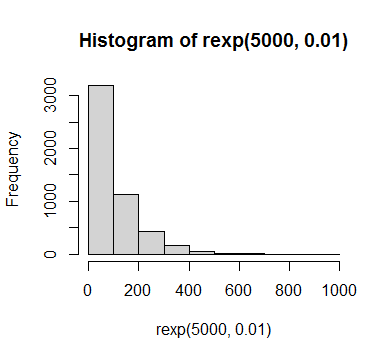 Histogram of rexp(5000, 0.01)
Frequency
3000
1000
0
0 200 400 600 800 1000
rexp(5000, 0.01)